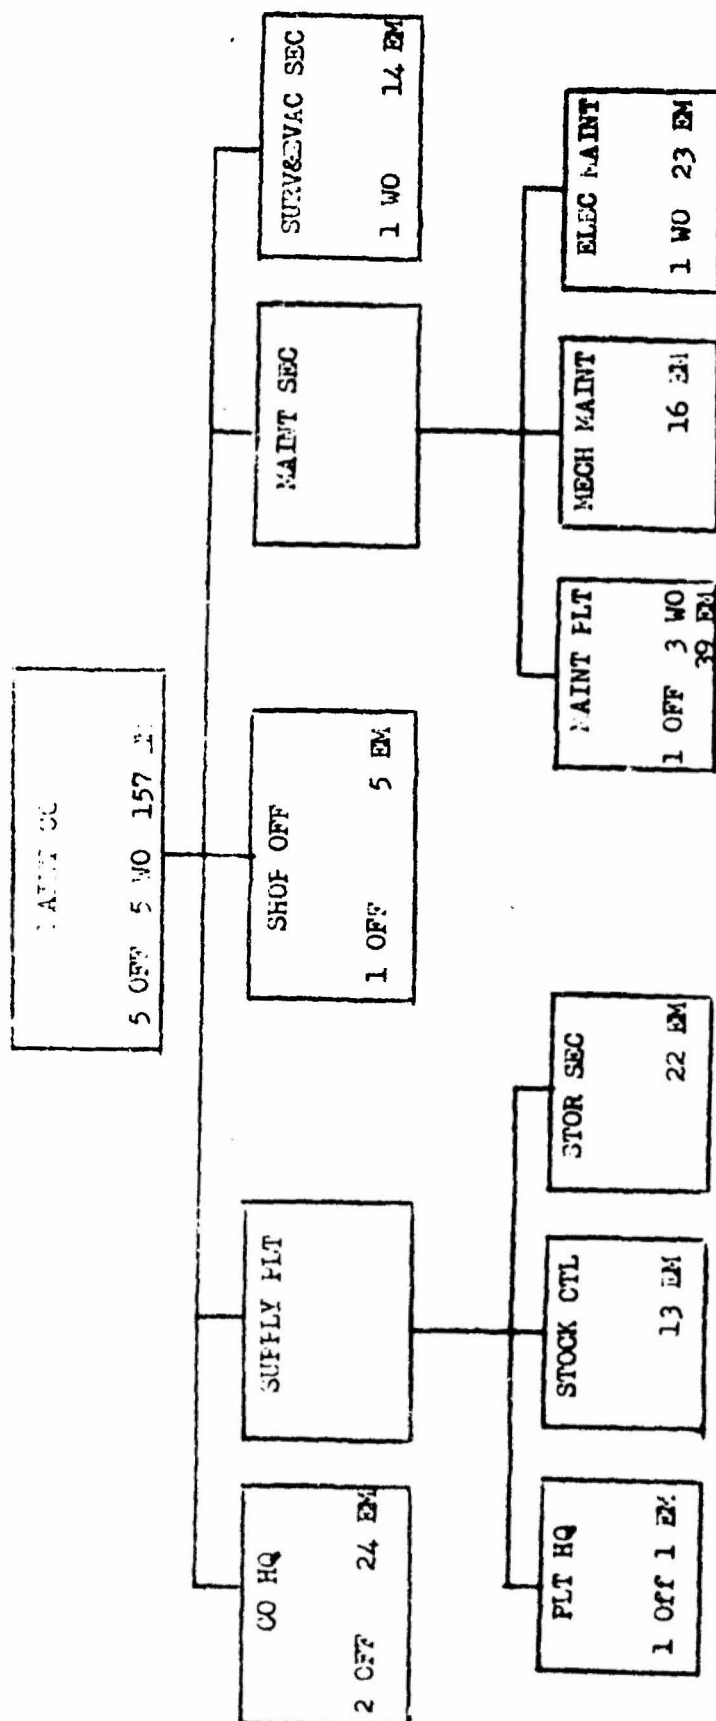 5 OFF 5 WO 157
CO HQ
2 OFF 24 EM
SUPPLY PLT
SHOP OFF
1 OFF 5 EM
MAINT SEC
SURV&EVAC SEC
1 WO 14 EM
PLT HQ
1 Off 1 EM
STOCK CTL
13 EM
STOR SEC
22 EM
MAINT PLT
1 OFF 3 WO
39 EM
MECH MAINT
16 EM
ELEC MAINT
1 WO 23 EM